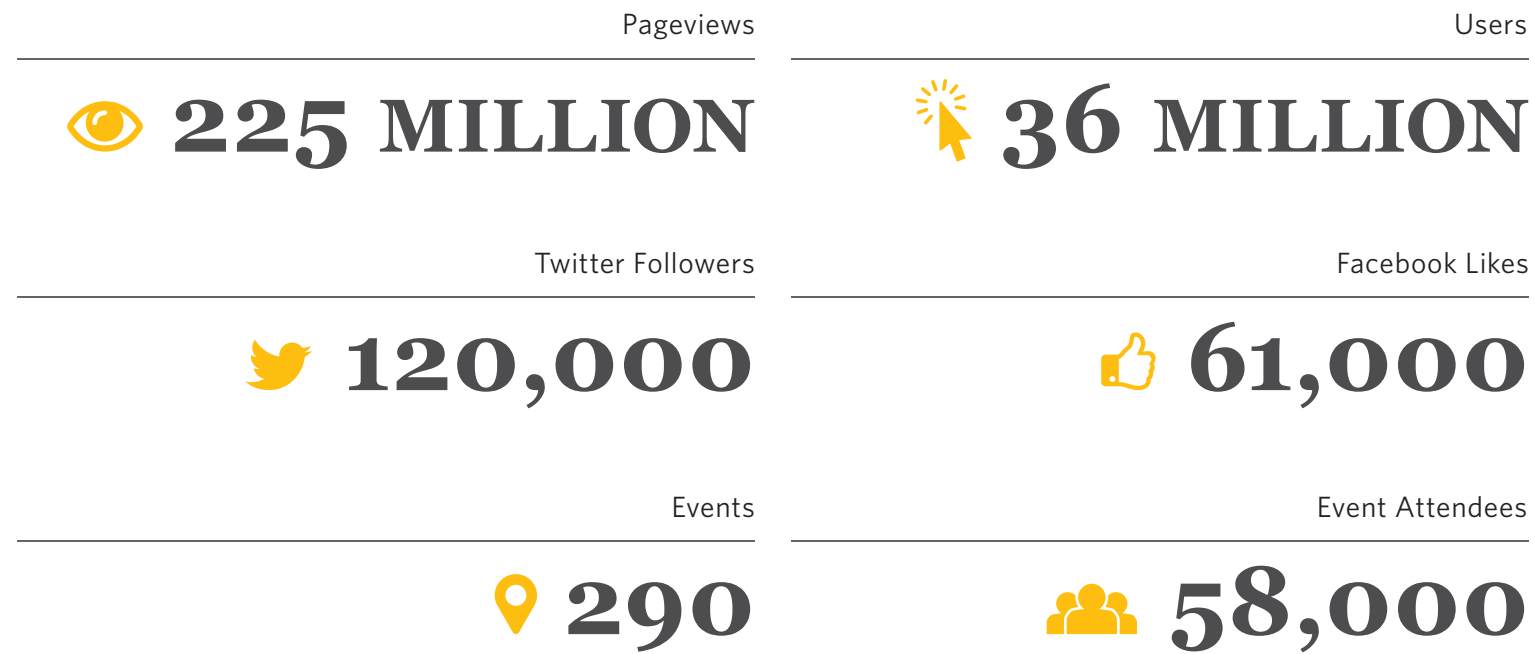 Pageviews
225 MILLION
Users
36 MILLION
Twitter Followers
120,000
Facebook Likes
61,000
Events
290
Event Attendees
58,000